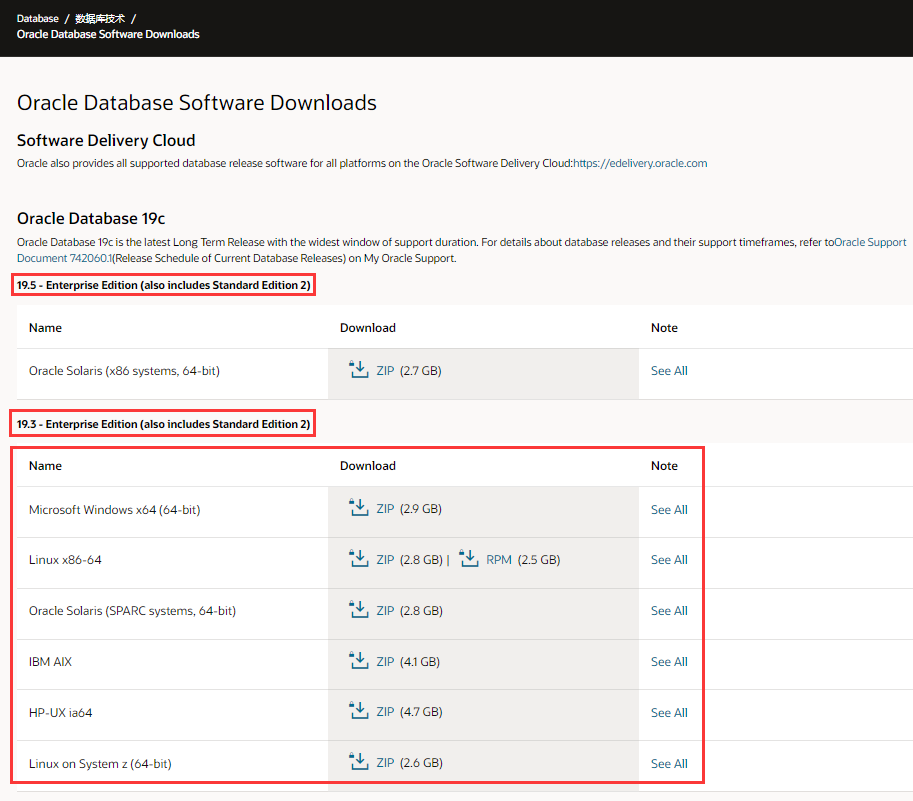 Database / 数据库技术 /
Oracle Database Software Downloads
Oracle Database Software Downloads
Software Delivery Cloud
Oracle also provides all supported database release software for all platforms on the Oracle Software Delivery Cloud:https://edelivery.oracle.com
Oracle Database 19c
Oracle Database 19c is the latest Long Term Release with the widest window of support duration. For details about database releases and their support timeframes, refer toOracle Support
Document 742060.1(Release Schedule of Current Database Releases) on My Oracle Support.
19.5 - Enterprise Edition (also includes Standard Edition 2)
Name Download Note
Oracle Solaris (x86 systems, 64-bit) ZIP (2.7 GB) See All
19.3 - Enterprise Edition (also includes Standard Edition 2)
Name Download Note
Microsoft Windows x64 (64-bit) ZIP (2.9 GB) See All
Linux x86-64 ZIP (2.8 GB) | RPM (2.5 GB) See All
Oracle Solaris (SPARC systems, 64-bit) ZIP (2.8 GB) See All
IBM AIX ZIP (4.1 GB) See All
HP-UX ia64 ZIP (4.7 GB) See All
Linux on System z (64-bit) ZIP (2.6 GB) See All